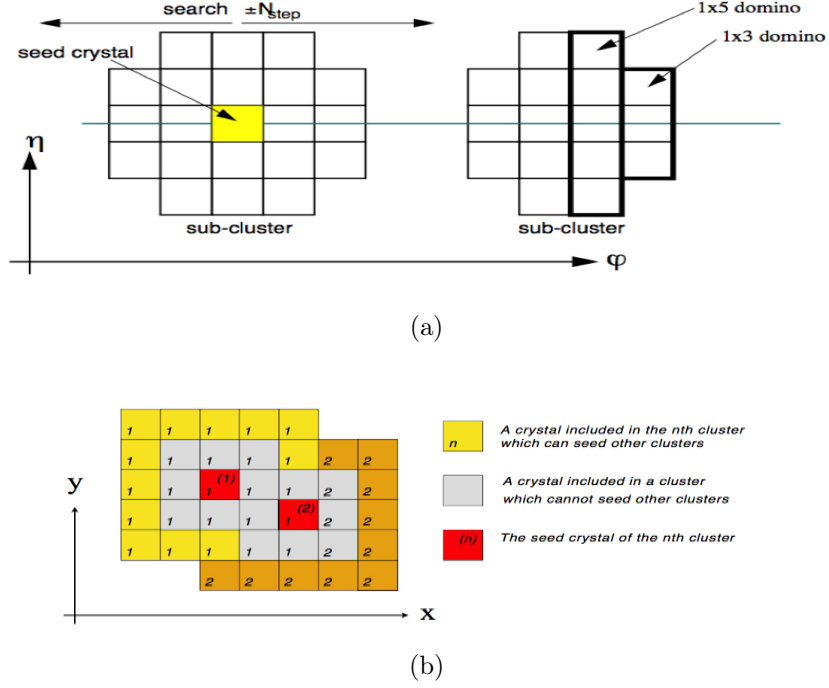 search ±Nstep
1x5 domino
seed crystal
1x3 domino
η
sub-cluster
sub-cluster
φ
(a)
1 1 1 1 1
1 1 1 1 1 2 2
(1)
1 1 1 1 1 2 2
(2)
1 1 1 1 1 2 2
1 1 1 1 1 2 2
2 2 2 2 2
y
x
n
A crystal included in the nth cluster
which can seed other clusters
A crystal included in a cluster
which cannot seed other clusters
(n)
The seed crystal of the nth cluster
(b)